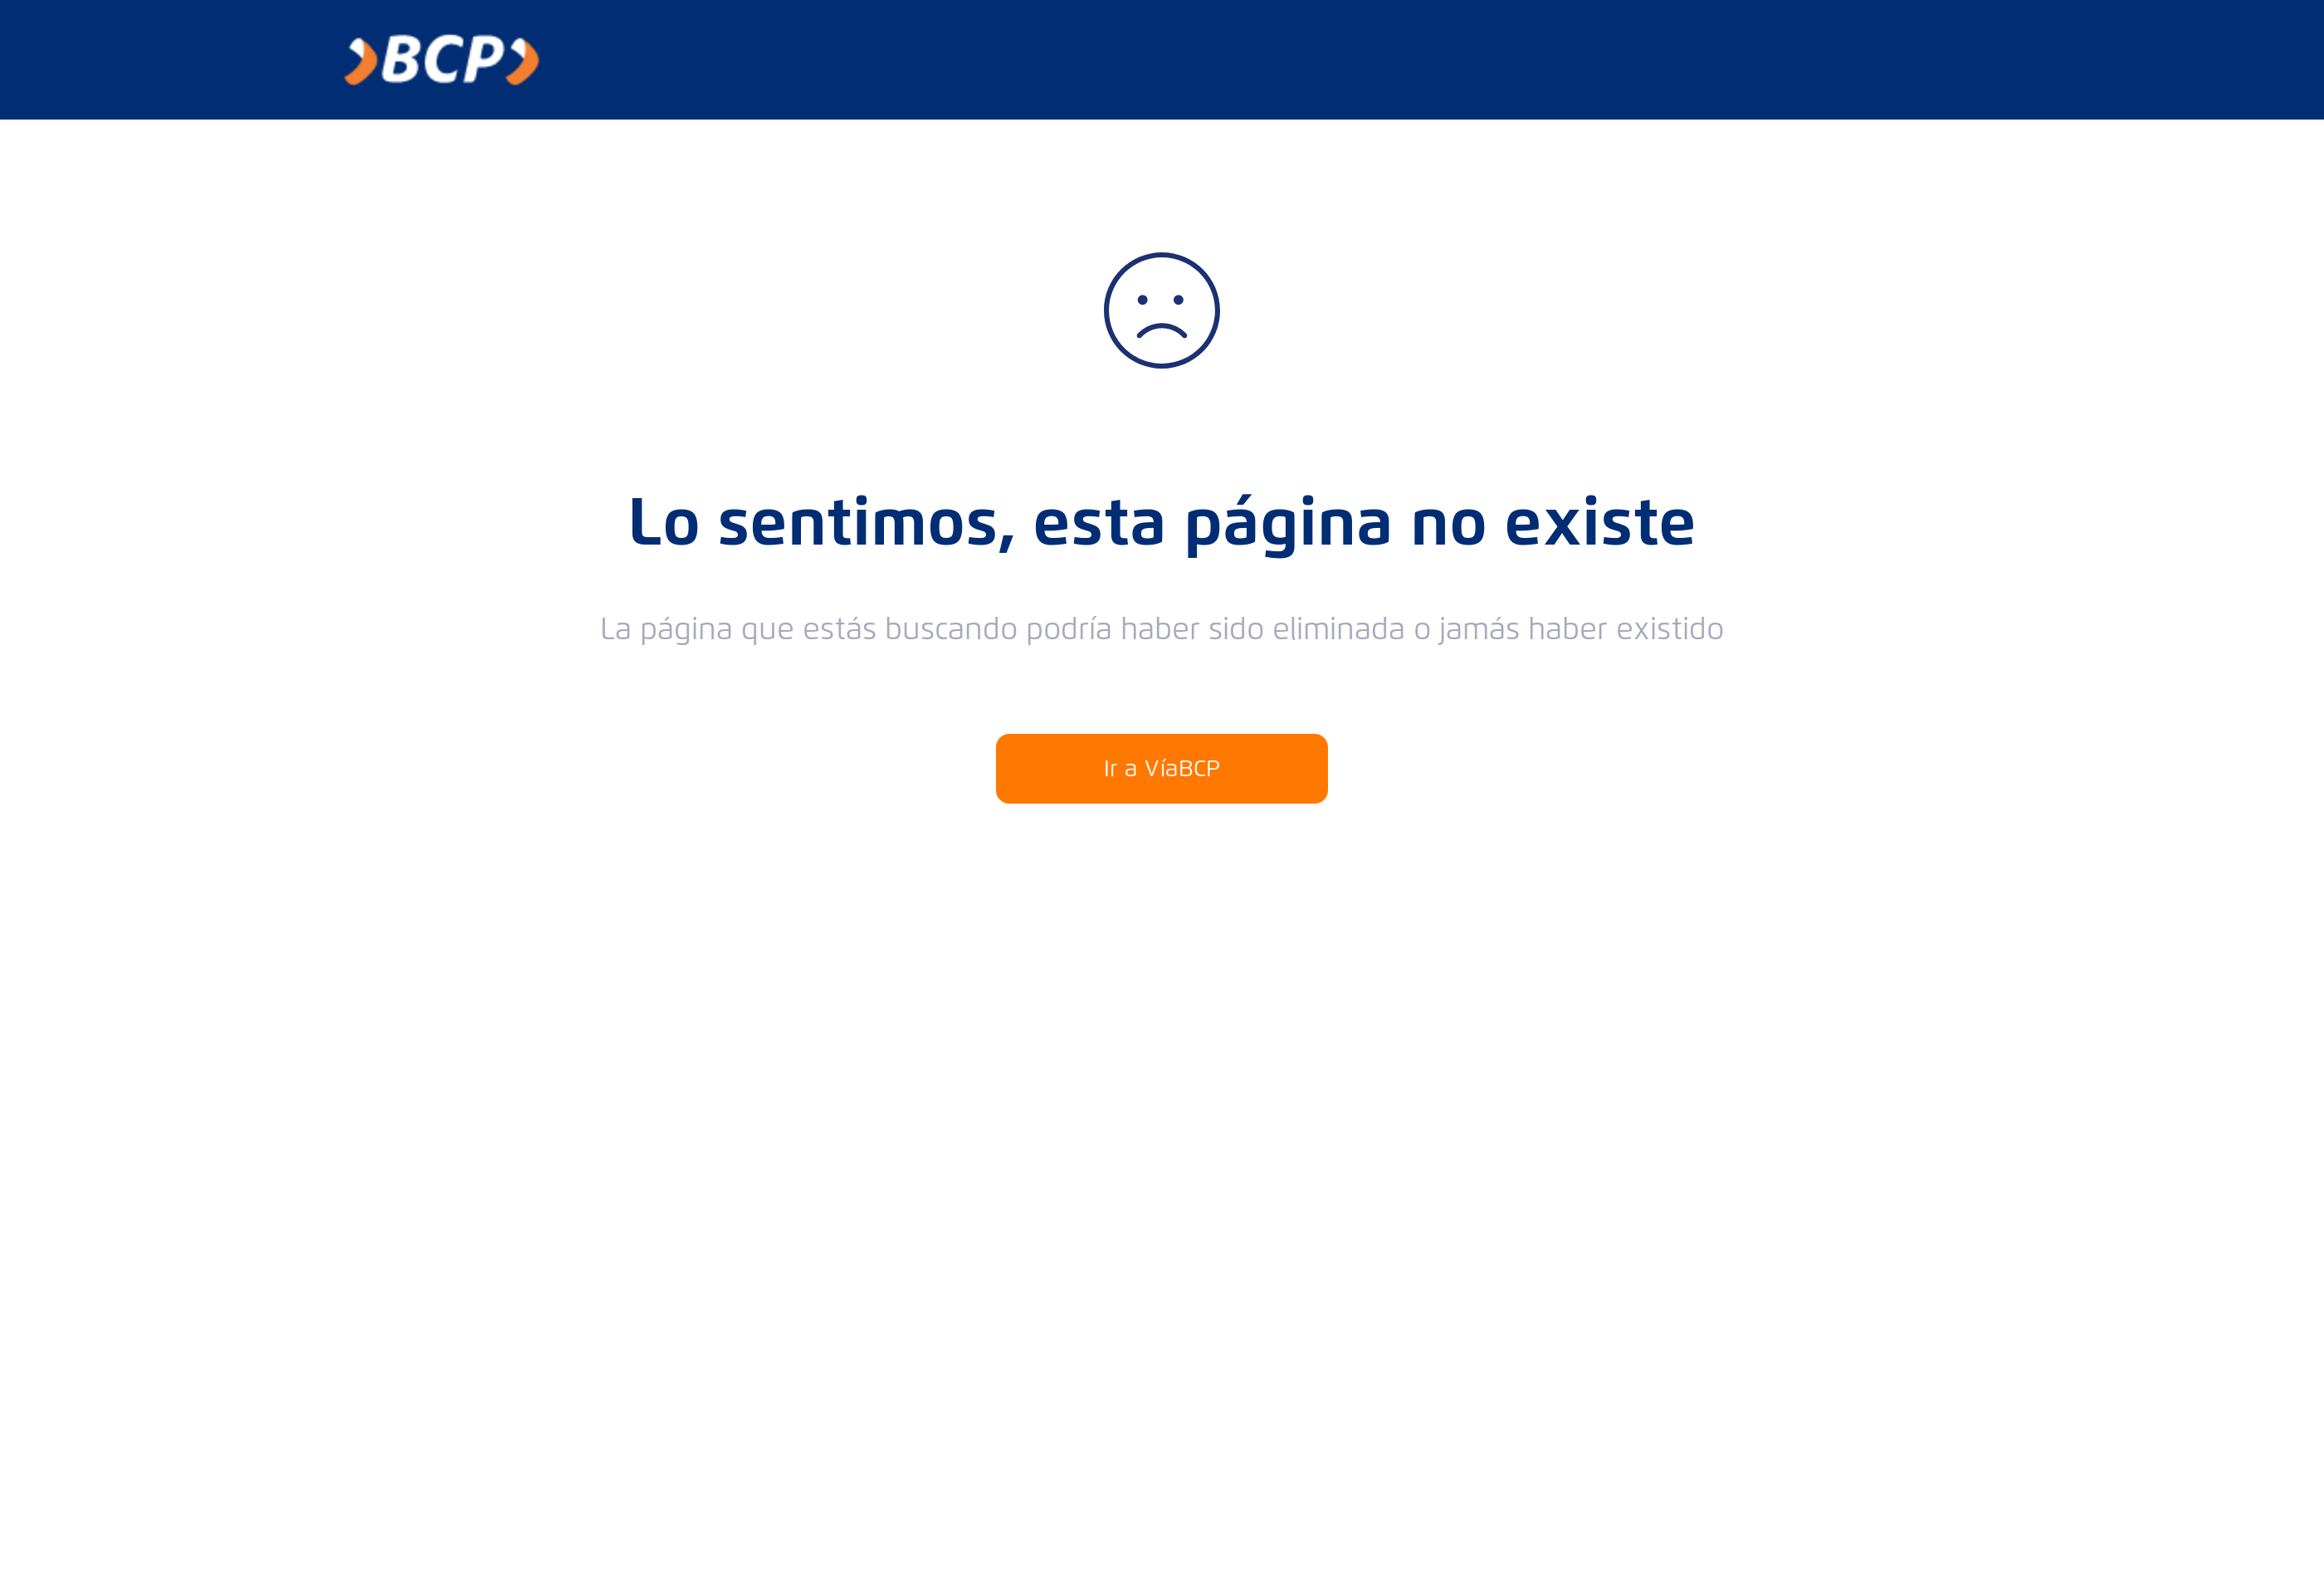 BCP
Lo sentimos, esta página no existe
La página que estás buscando podría haber sido eliminada o jamás haber existido
Ir a VíaBCP